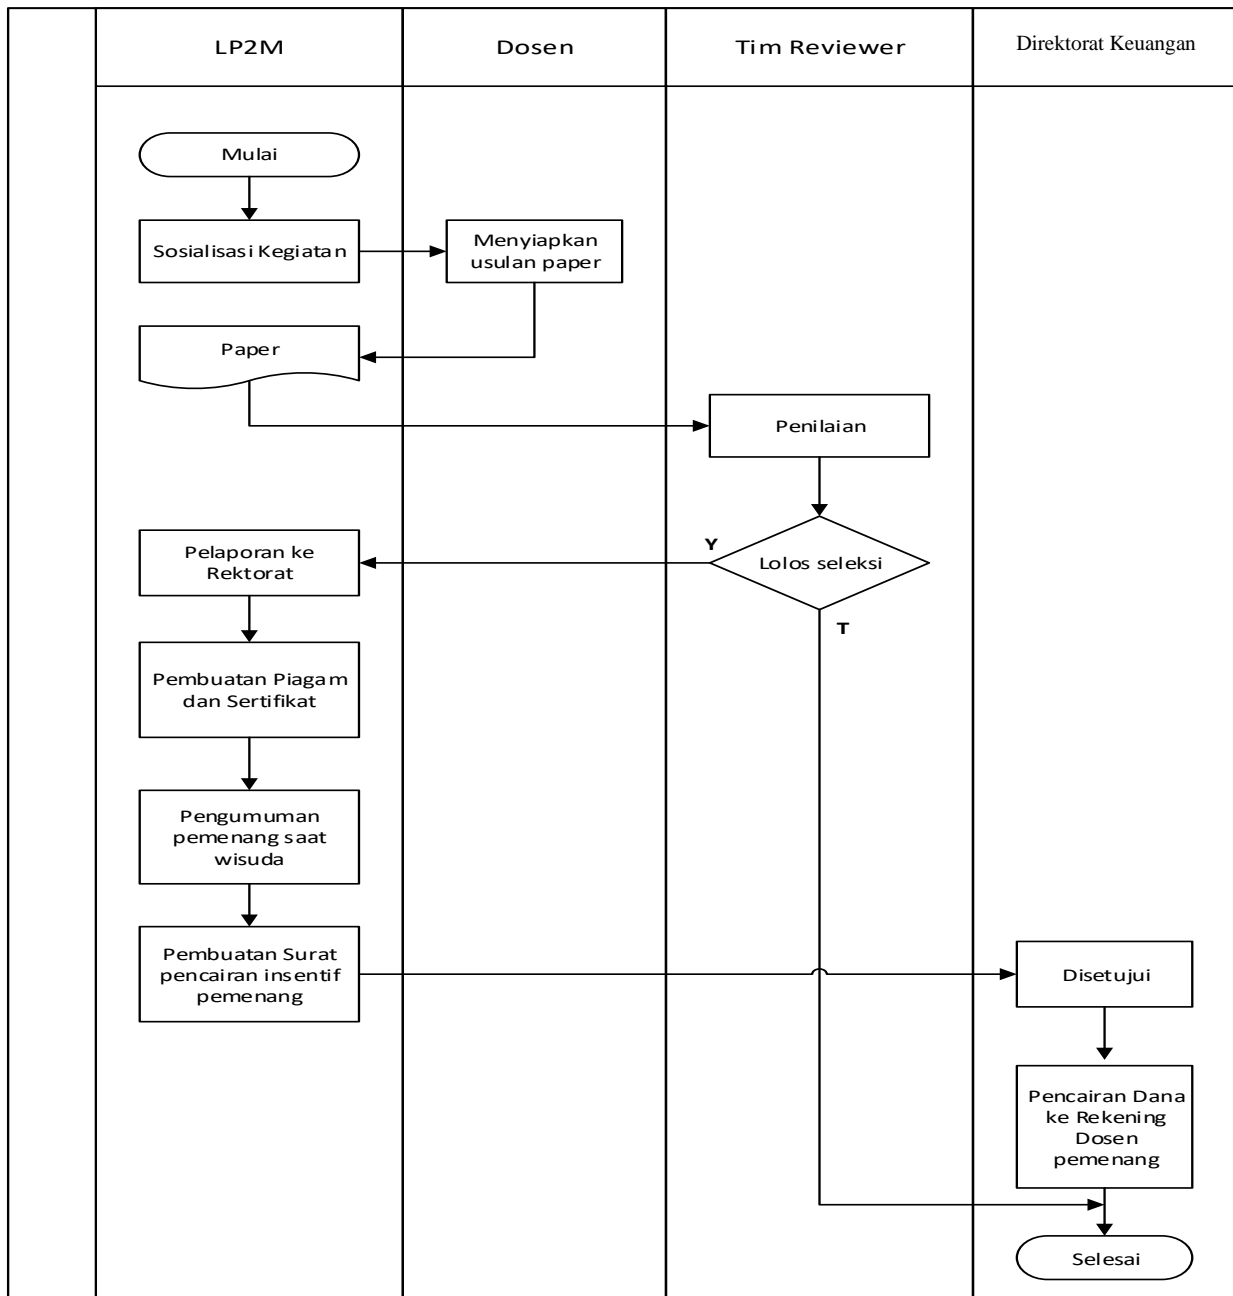 LP2M
Dosen
Tim Reviewer
Direktorat Keuangan
Mulai
Sosialisasi Kegiatan
Menyiapkan
usulan paper
Paper
Penilaian
Lolos seleksi
Y
T
Pelaporan ke
Rektorat
Pembuatan Piagam
dan Sertifikat
Pengumuman
pemenang saat
wisuda
Pembuatan Surat
pencairan insentif
pemenang
Disetujui
Pencairan Dana
ke Rekening
Dosen
pemenang
Selesai